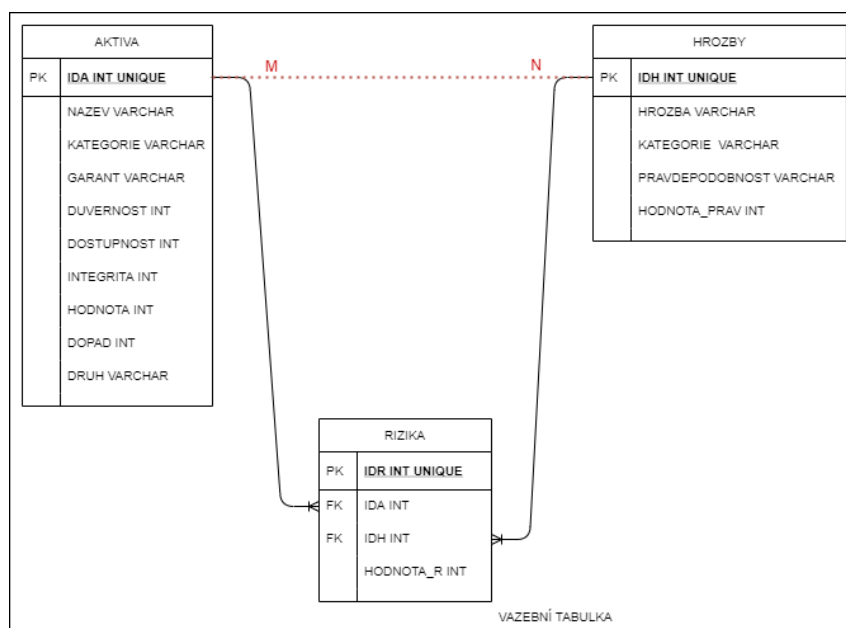 AKTIVA
PK IDA INT UNIQUE
NAZEV VARCHAR
KATEGORIE VARCHAR
GARANT VARCHAR
DUVERNOST INT
DOSTUPNOST INT
INTEGRITA INT
HODNOTA INT
DOPAD INT
DRUH VARCHAR
M
N
HROZBY
PK IDH INT UNIQUE
HROZBA VARCHAR
KATEGORIE VARCHAR
PRAVDEPODOBNOST VARCHAR
HODNOTA_PRAV INT
RIZIKA
PK IDR INT UNIQUE
FK IDA INT
FK IDH INT
HODNOTA_R INT
VAZEBNÍ TABULKA